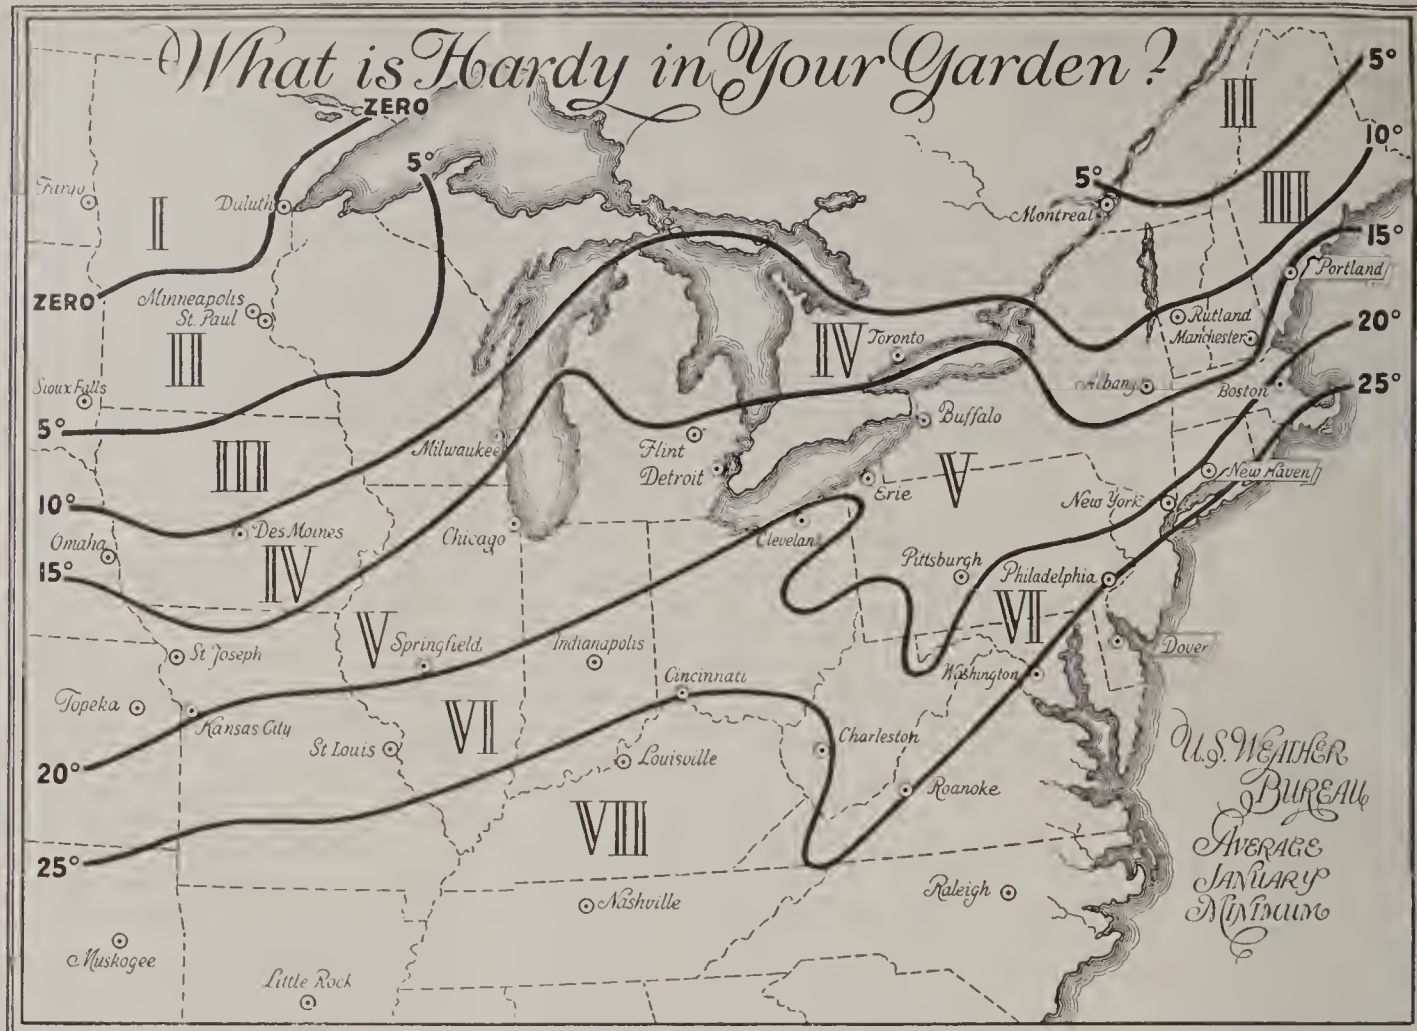 What is Hardy in Your Garden?
ZERO
5°
5°
II
10°
Fargo
I
Duluth
5°
Montreal
III
15°
ZERO
Minneapolis
St. Paul
Portland
II
IV
Toronto
Rutland
Manchester
20°
Sioux Falls
Albany
Boston
25°
5°
Milwaukee
Flint
Detroit
Buffalo
III
V
Erie
New Haven
10°
Des Moines
Chicago
Cleveland
New York
Omaha
15°
IV
Pittsburgh
Philadelphia
V
Springfield
Indianapolis
VI
St Joseph
Cincinnati
Washington
Dover
Topeka
Kansas City
VI
St Louis
Charleston
20°
Louisville
Roanoke
U.S. WEATHER
BUREAU
AVERAGE
JANUARY
MINIMUM
VII
25°
Nashville
Raleigh
Muskogee
Little Rock